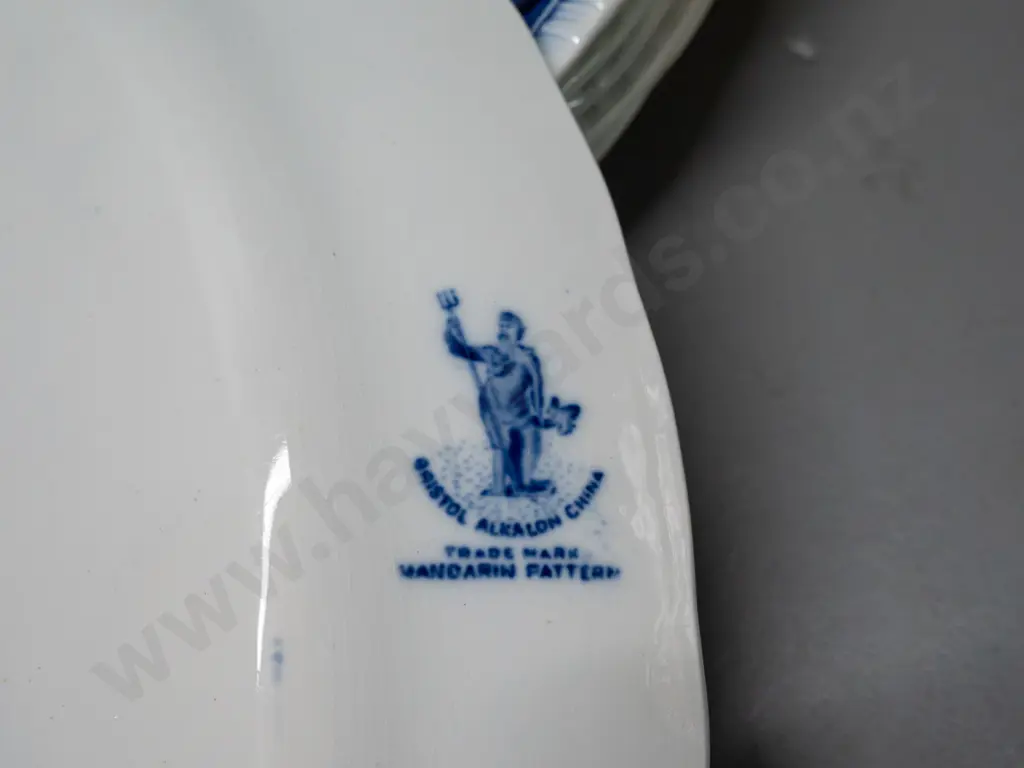 BRISTOL ALKALON CHINA
TRADE MARK
MANDARIN PATTERN
www.haywards.co.nz